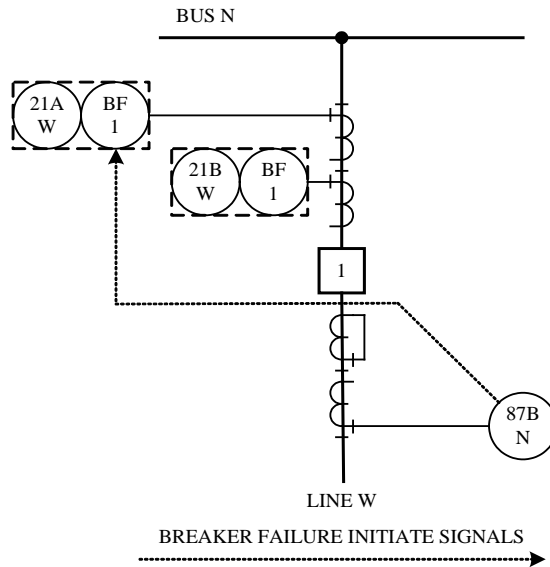 BUS N
21A
W
BF
1
21B
W
BF
1
1
87B
N
LINE W
BREAKER FAILURE INITIATE SIGNALS